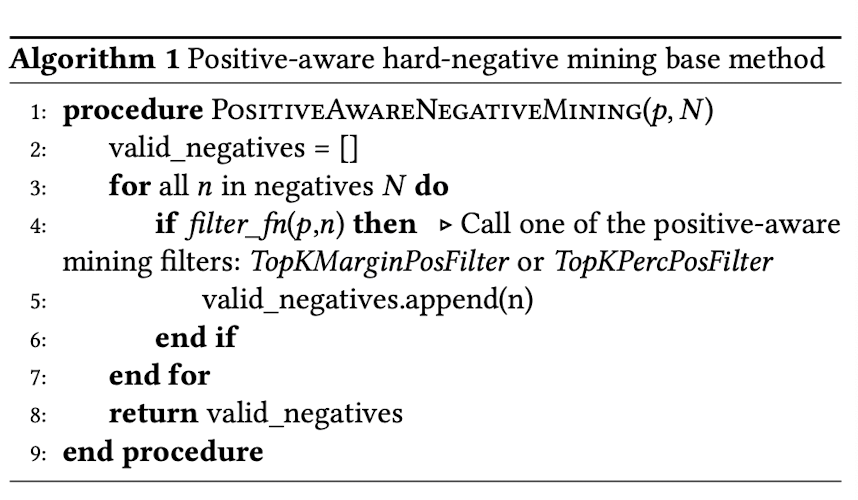 Algorithm 1 Positive-aware hard-negative mining base method
1: procedure PositiveAwareNegativeMining(p, N)
2: valid_negatives = []
3: for all n in negatives N do
4: if filter_fn(p,n) then ▷ Call one of the positive-aware
mining filters: TopKMarginPosFilter or TopKPercPosFilter
5: valid_negatives.append(n)
6: end if
7: end for
8: return valid_negatives
9: end procedure